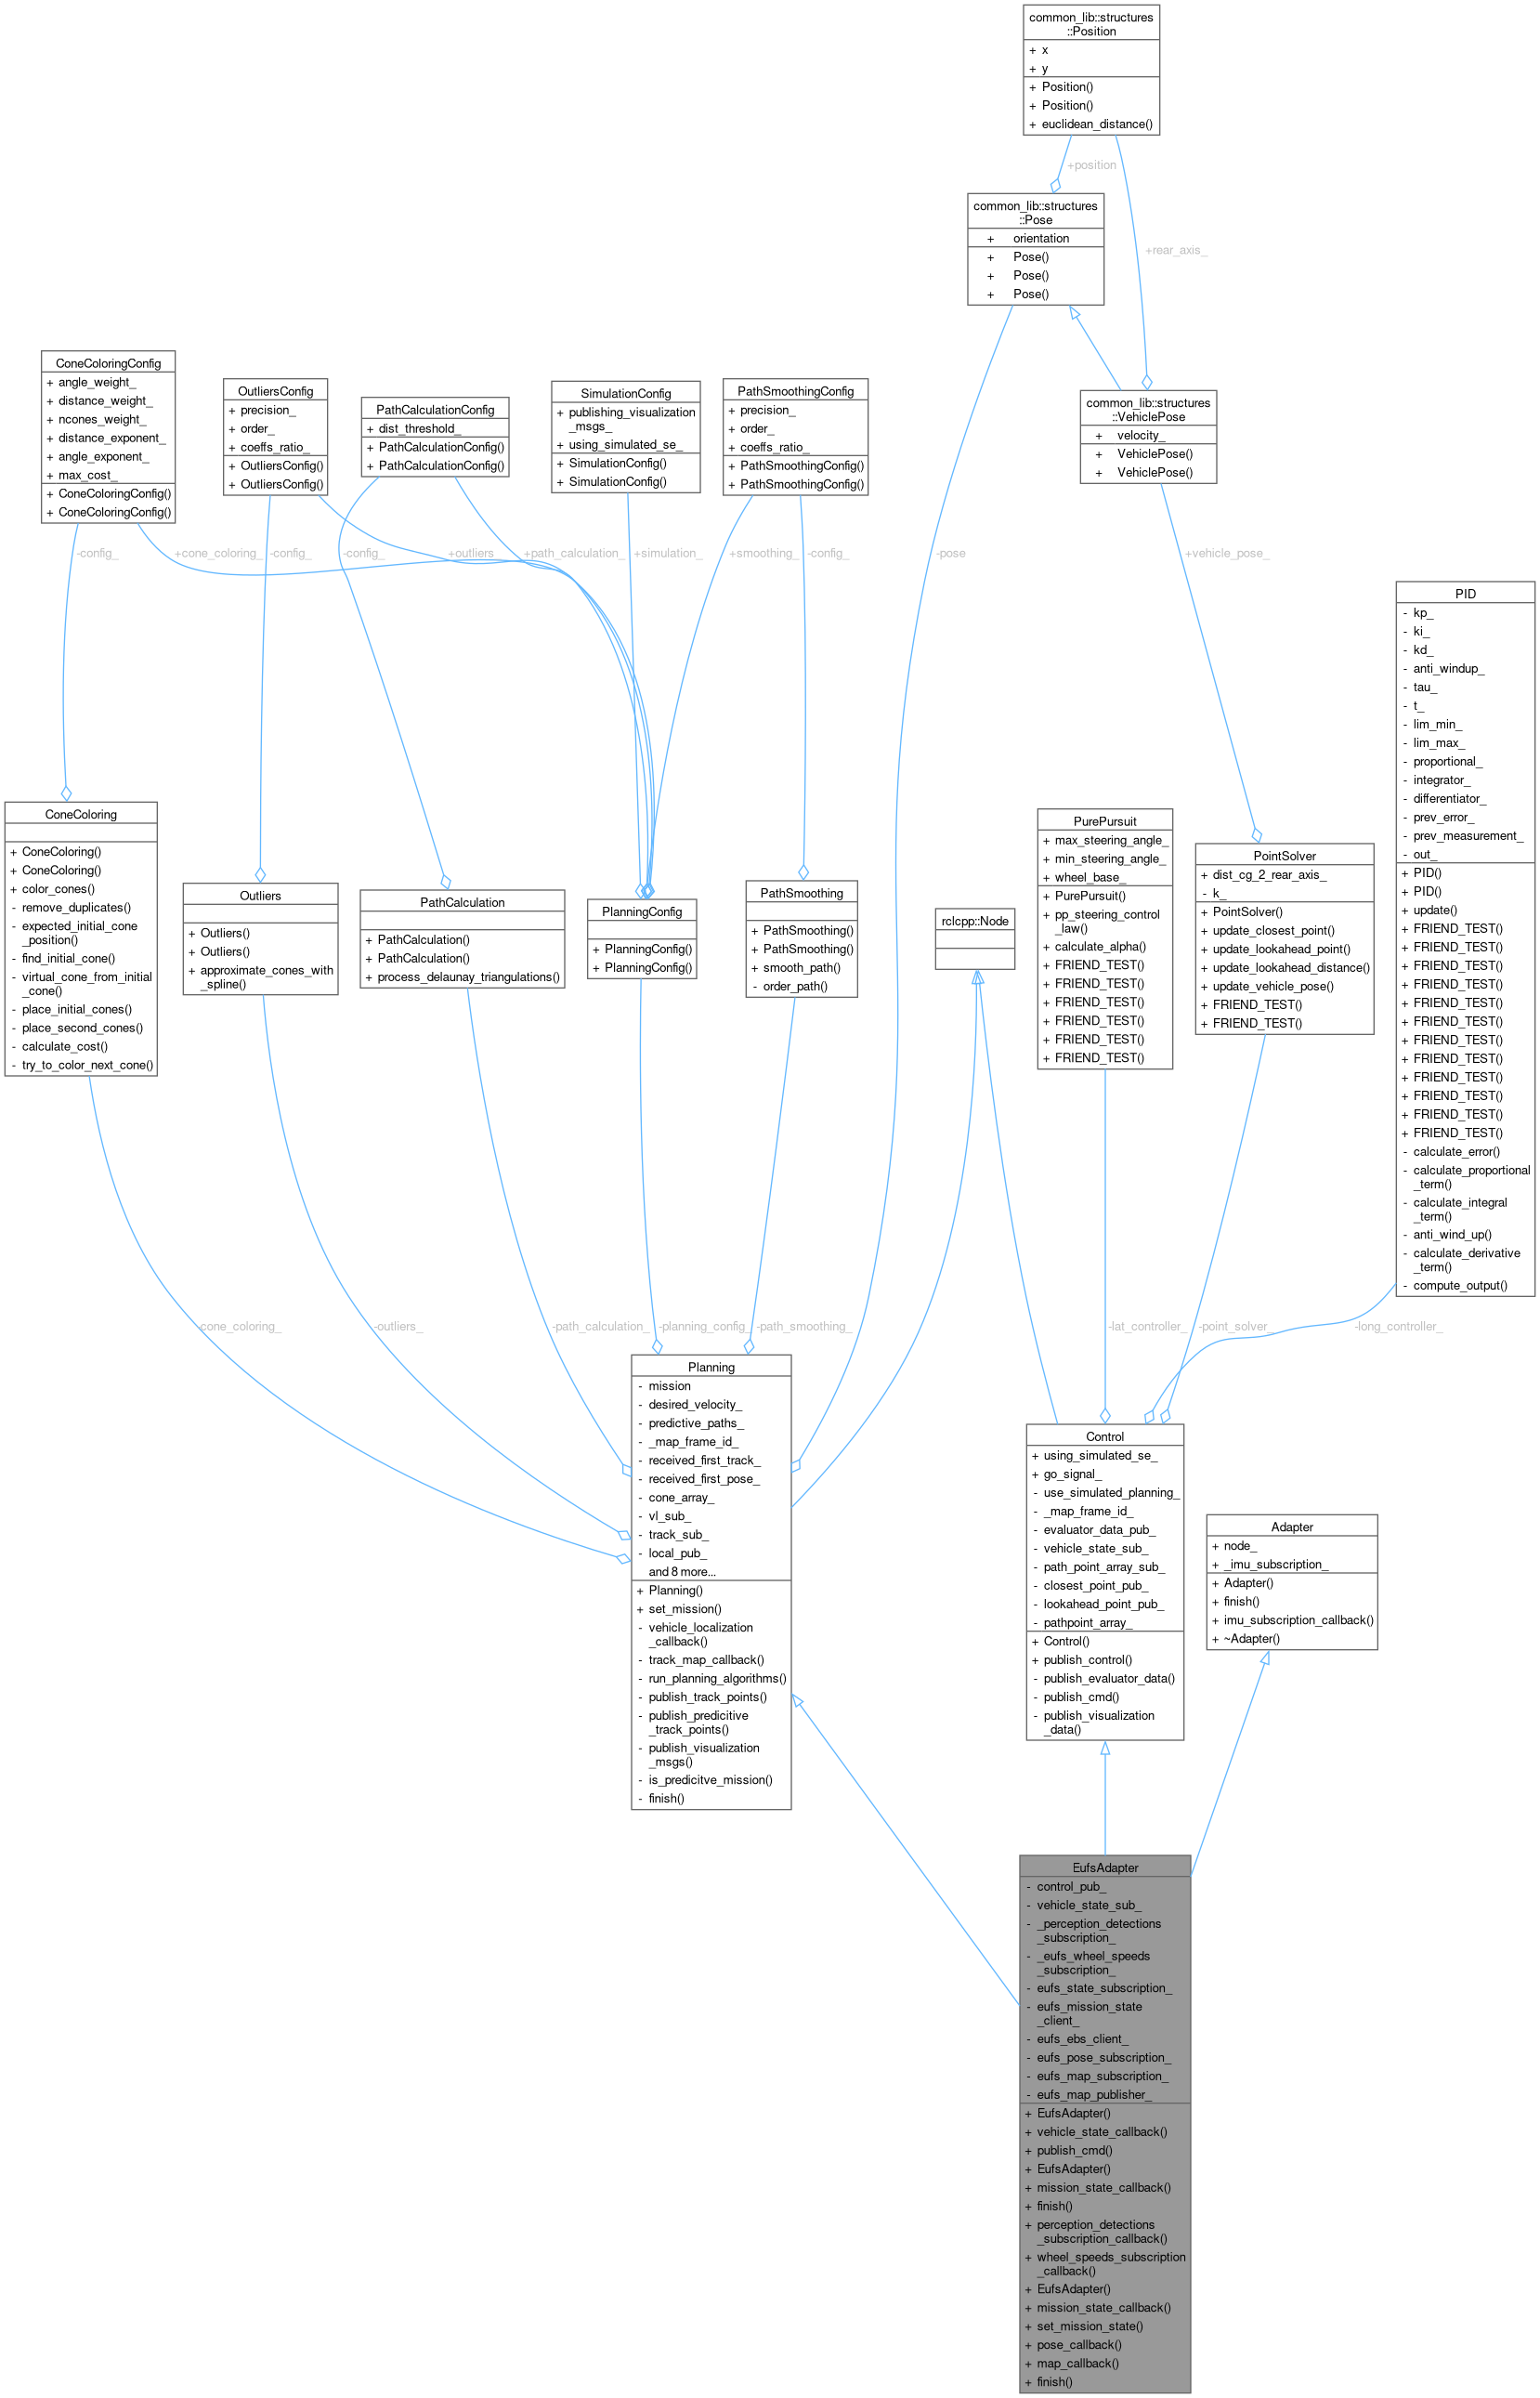 common_lib::structures
::Position
+ x
+ y
+ Position()
+ Position()
+ euclidean_distance()
+position
common_lib::structures
::Pose
+ orientation
+ Pose()
+ Pose()
+ Pose()
+rear_axis_
common_lib::structures
::VehiclePose
+ velocity_
+ VehiclePose()
+ VehiclePose()
ConeColoringConfig
+ angle_weight_
+ distance_weight_
+ ncones_weight_
+ distance_exponent_
+ angle_exponent_
+ max_cost_
+ ConeColoringConfig()
+ ConeColoringConfig()
OutliersConfig
+ precision_
+ order_
+ coeffs_ratio_
+ OutliersConfig()
+ OutliersConfig()
PathCalculationConfig
+ dist_threshold_
+ PathCalculationConfig()
+ PathCalculationConfig()
SimulationConfig
+ publishing_visualization
_msgs_
+ using_simulated_se_
+ SimulationConfig()
+ SimulationConfig()
PathSmoothingConfig
+ precision_
+ order_
+ coeffs_ratio_
+ PathSmoothingConfig()
+ PathSmoothingConfig()
-config_
+cone_coloring_
-config_
-config_
+outliers_
+path_calculation_
+simulation_
+smoothing_
-config_
-pose
+vehicle_pose_
PID
- kp_
- ki_
- kd_
- anti_windup_
- tau_
- t_
- lim_min_
- lim_max_
- proportional_
- integrator_
- differentiator_
- prev_error_
- prev_measurement_
- out_
+ PID()
+ PID()
+ update()
+ FRIEND_TEST()
+ FRIEND_TEST()
+ FRIEND_TEST()
+ FRIEND_TEST()
+ FRIEND_TEST()
+ FRIEND_TEST()
+ FRIEND_TEST()
+ FRIEND_TEST()
+ FRIEND_TEST()
+ FRIEND_TEST()
+ FRIEND_TEST()
+ FRIEND_TEST()
- calculate_error()
- calculate_proportional
_term()
- calculate_integral
_term()
- anti_wind_up()
- calculate_derivative
_term()
- compute_output()
ConeColoring
+ ConeColoring()
+ ConeColoring()
+ color_cones()
- remove_duplicates()
- expected_initial_cone
_position()
- find_initial_cone()
- virtual_cone_from_initial
_cone()
- place_initial_cones()
- place_second_cones()
- calculate_cost()
- try_to_color_next_cone()
Outliers
+ Outliers()
+ Outliers()
+ approximate_cones_with
_spline()
PathCalculation
+ PathCalculation()
+ PathCalculation()
+ process_delaunay_triangulations()
PlanningConfig
+ PlanningConfig()
+ PlanningConfig()
PathSmoothing
+ PathSmoothing()
+ PathSmoothing()
+ smooth_path()
- order_path()
rclcpp::Node
PurePursuit
+ max_steering_angle_
+ min_steering_angle_
+ wheel_base_
+ PurePursuit()
+ pp_steering_control
_law()
+ calculate_alpha()
+ FRIEND_TEST()
+ FRIEND_TEST()
+ FRIEND_TEST()
+ FRIEND_TEST()
+ FRIEND_TEST()
+ FRIEND_TEST()
PointSolver
+ dist_cg_2_rear_axis_
- k_
+ PointSolver()
+ update_closest_point()
+ update_lookahead_point()
+ update_lookahead_distance()
+ update_vehicle_pose()
+ FRIEND_TEST()
+ FRIEND_TEST()
-cone_coloring_
-outliers_
-path_calculation_
-planning_config_
-path_smoothing_
-lat_controller_
-point_solver_
-long_controller_
Planning
- mission
- desired_velocity_
- predictive_paths_
- _map_frame_id_
- received_first_track_
- received_first_pose_
- cone_array_
- vl_sub_
- track_sub_
- local_pub_
and 8 more...
+ Planning()
+ set_mission()
- vehicle_localization
_callback()
- track_map_callback()
- run_planning_algorithms()
- publish_track_points()
- publish_predicitive
_track_points()
- publish_visualization
_msgs()
- is_predicitve_mission()
- finish()
Control
+ using_simulated_se_
+ go_signal_
- use_simulated_planning_
- _map_frame_id_
- evaluator_data_pub_
- vehicle_state_sub_
- path_point_array_sub_
- closest_point_pub_
- lookahead_point_pub_
- pathpoint_array_
+ Control()
+ publish_control()
- publish_evaluator_data()
- publish_cmd()
- publish_visualization
_data()
Adapter
+ node_
+ _imu_subscription_
+ Adapter()
+ finish()
+ imu_subscription_callback()
+ ~Adapter()
EufsAdapter
- control_pub_
- vehicle_state_sub_
- _perception_detections
_subscription_
- _eufs_wheel_speeds
_subscription_
- eufs_state_subscription_
- eufs_mission_state
_client_
- eufs_ebs_client_
- eufs_pose_subscription_
- eufs_map_subscription_
- eufs_map_publisher_
+ EufsAdapter()
+ vehicle_state_callback()
+ publish_cmd()
+ EufsAdapter()
+ mission_state_callback()
+ finish()
+ perception_detections
_subscription_callback()
+ wheel_speeds_subscription
_callback()
+ EufsAdapter()
+ mission_state_callback()
+ set_mission_state()
+ pose_callback()
+ map_callback()
+ finish()